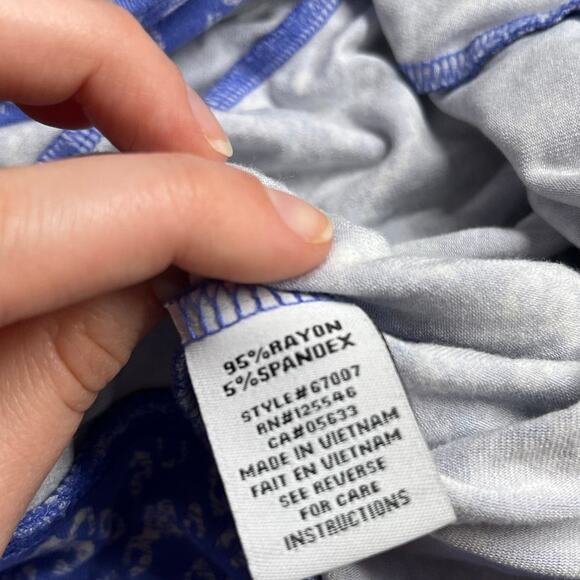 95%RAYON
5%SPANDEX
STYLE#67007
RN#125546
CA#05633
MADE IN VIETNAM
FAIT EN VIETNAM
SEE REVERSE
FOR CARE
INSTRUCTIONS